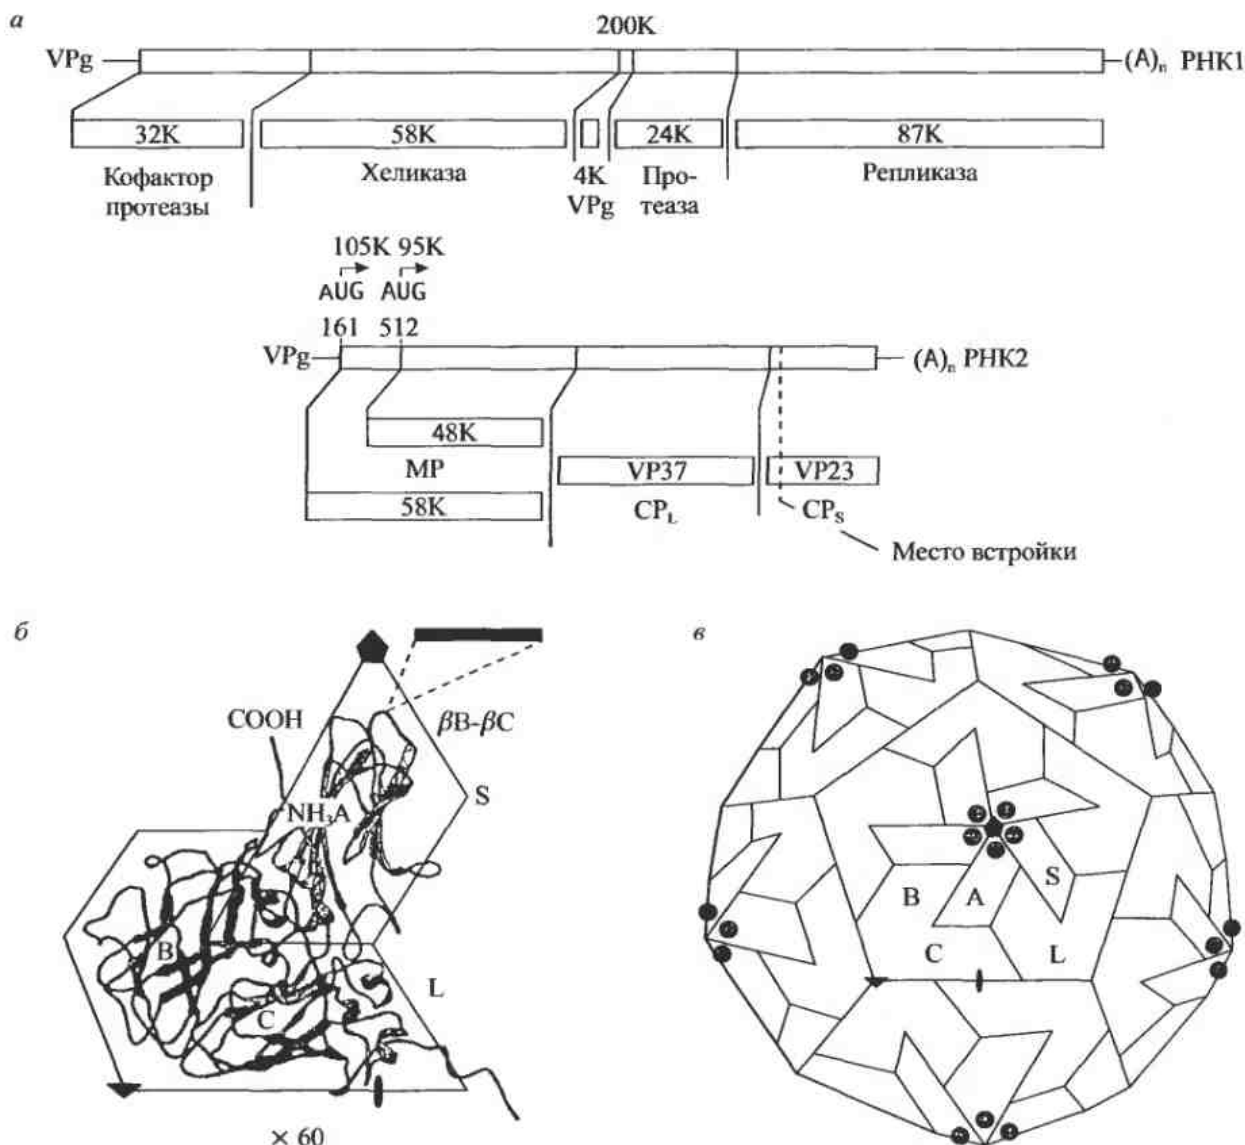 а
200K
VPg (A)n РНК1
32K 58K 24K 87K
Кофактор протеазы
Хеликаза
4K VPg
Про-
теаза
Репликаза
105K 95K
AUG AUG
161 512
VPg (A)n РНК2
48K
MP
58K
VP37
CPL
VP23
CPS
Место встройки
б
COOH
βB-βC
NH3A
S
B
C
L
× 60
в
B A S
C L